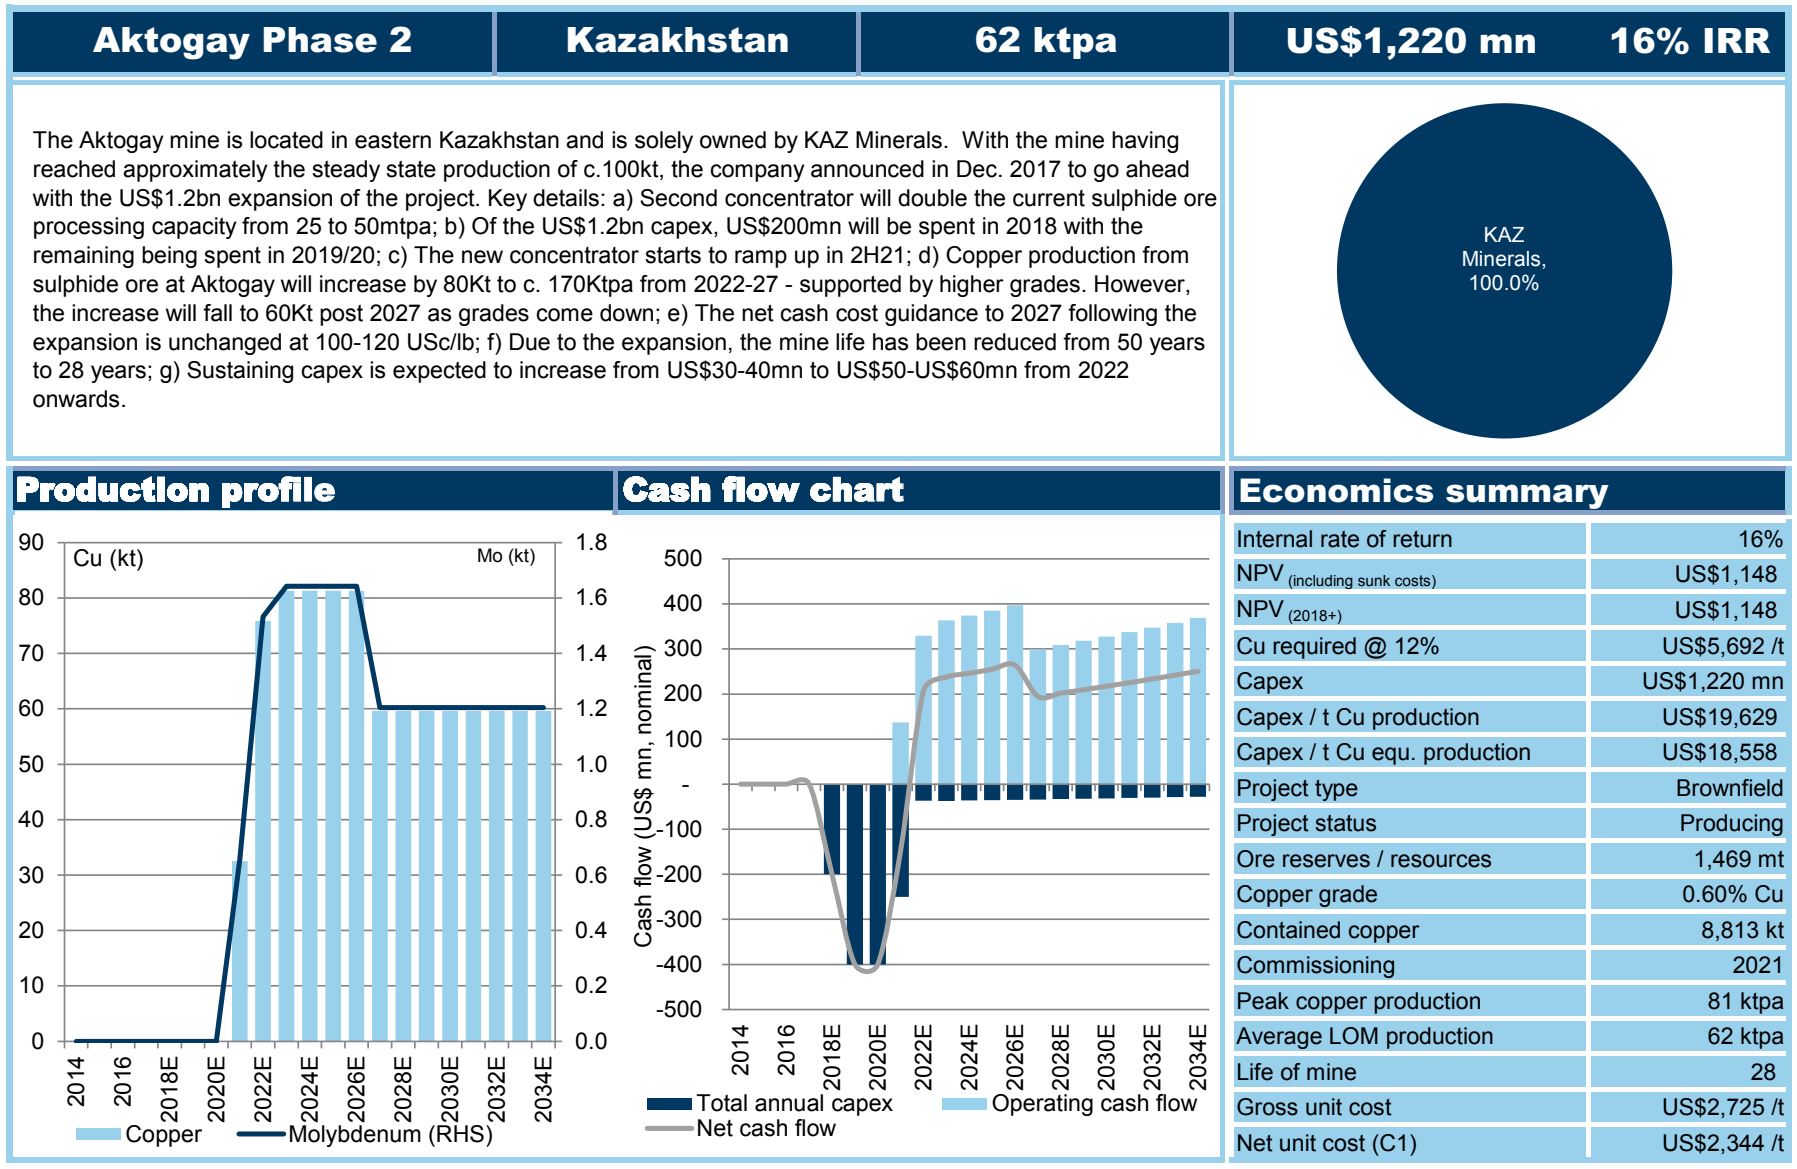 Aktogay Phase 2 Kazakhstan 62 ktpa US$1,220 mn 16% IRR
The Aktogay mine is located in eastern Kazakhstan and is solely owned by KAZ Minerals. With the mine having
reached approximately the steady state production of c.100kt, the company announced in Dec. 2017 to go ahead
with the US$1.2bn expansion of the project. Key details: a) Second concentrator will double the current sulphide ore
processing capacity from 25 to 50mtpa; b) Of the US$1.2bn capex, US$200mn will be spent in 2018 with the
remaining being spent in 2019/20; c) The new concentrator starts to ramp up in 2H21; d) Copper production from
sulphide ore at Aktogay will increase by 80Kt to c. 170Ktpa from 2022-27 - supported by higher grades. However,
the increase will fall to 60Kt post 2027 as grades come down; e) The net cash cost guidance to 2027 following the
expansion is unchanged at 100-120 USc/lb; f) Due to the expansion, the mine life has been reduced from 50 years
to 28 years; g) Sustaining capex is expected to increase from US$30-40mn to US$50-US$60mn from 2022
onwards.
KAZ
Minerals,
100.0%
Production profile
Cu (kt)
Mo (kt)
90
80
70
60
50
40
30
20
10
0
1.8
1.6
1.4
1.2
1.0
0.8
0.6
0.4
0.2
0.0
2014
2016
2018E
2020E
2022E
2024E
2026E
2028E
2030E
2032E
2034E
Copper
Molybdenum (RHS)
Cash flow chart
Cash flow (US$ mn, nominal)
500
400
300
200
100
-
-100
-200
-300
-400
-500
2014
2016
2018E
2020E
2022E
2024E
2026E
2028E
2030E
2032E
2034E
Total annual capex
Operating cash flow
Net cash flow
Economics summary
Internal rate of return 16%
NPV (including sunk costs) US$1,148
NPV (2018+) US$1,148
Cu required @ 12% US$5,692 /t
Capex US$1,220 mn
Capex / t Cu production US$19,629
Capex / t Cu equ. production US$18,558
Project type Brownfield
Project status Producing
Ore reserves / resources 1,469 mt
Copper grade 0.60% Cu
Contained copper 8,813 kt
Commissioning 2021
Peak copper production 81 ktpa
Average LOM production 62 ktpa
Life of mine 28
Gross unit cost US$2,725 /t
Net unit cost (C1) US$2,344 /t